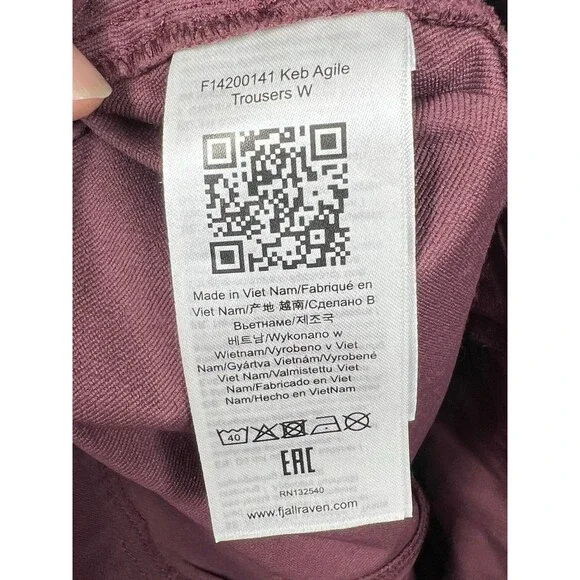 F14200141 Keb Agile
Trousers W
Made in Viet Nam/Fabriqué en
Viet Nam/产地 越南/Сделано В
Вьетнаме/제조국
베트남/Wykonano w
Wietnam/Vyrobeno v Viet
Nam/Gyártva Vietnám/Vyrobené
Viet Nam/Valmistettu Viet
Nam/Fabricado en Viet
Nam/Hecho en VietNam
40
EAC
RN132540
www.fjallraven.com